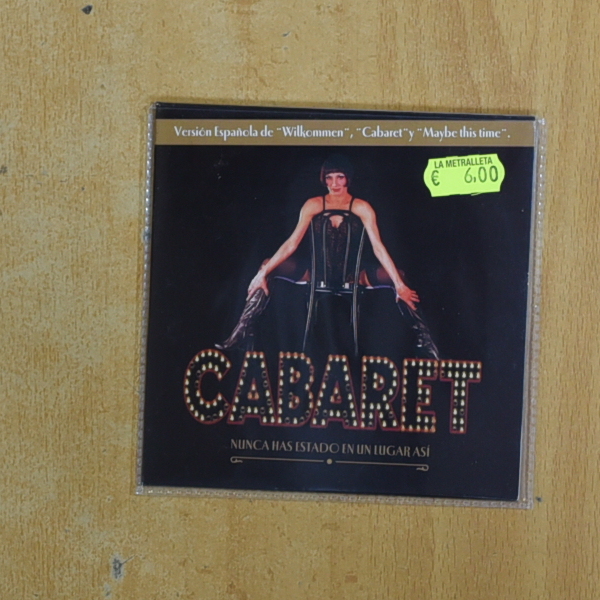 Versión Española de "Wilkommen", "Cabaret" y "Maybe this time".
LA METRALLETA
€ 6,00
CABARET
NUNCA HAS ESTADO EN UN LUGAR ASÍ